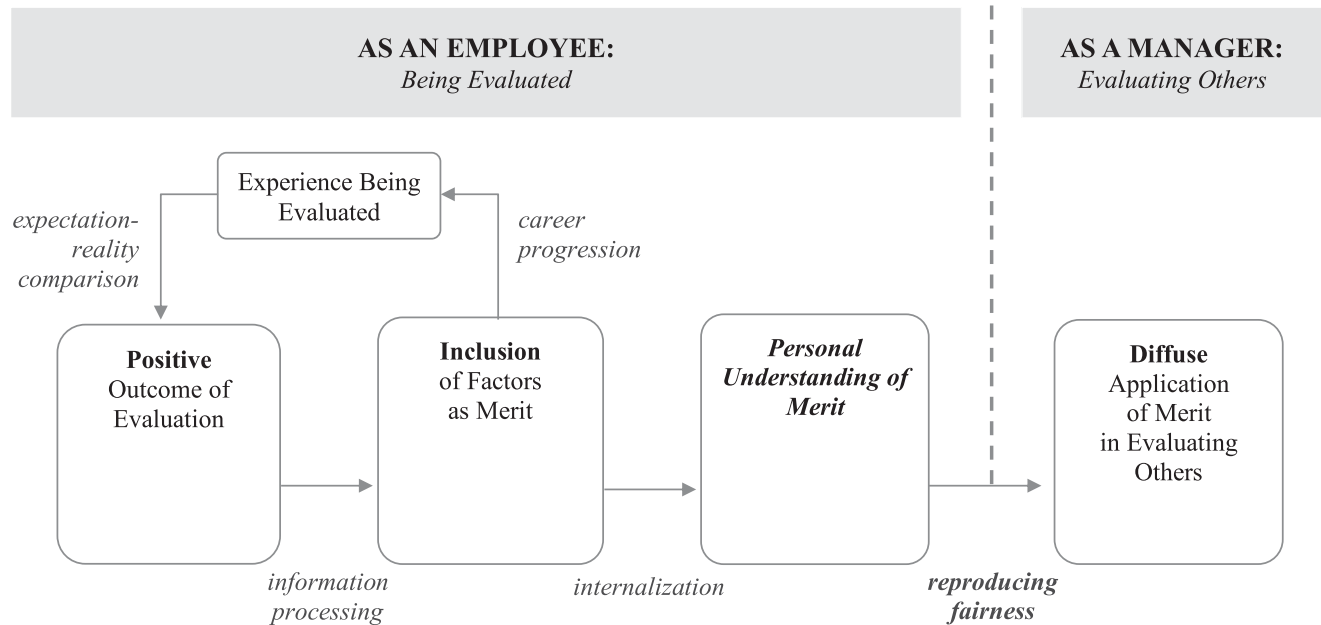 AS AN EMPLOYEE:
Being Evaluated
AS A MANAGER:
Evaluating Others
Experience Being
Evaluated
expectation-
reality
comparison
career
progression
Positive
Outcome of
Evaluation
Inclusion
of Factors
as Merit
Personal
Understanding of
Merit
Diffuse
Application
of Merit
in Evaluating
Others
information
processing
internalization
reproducing
fairness